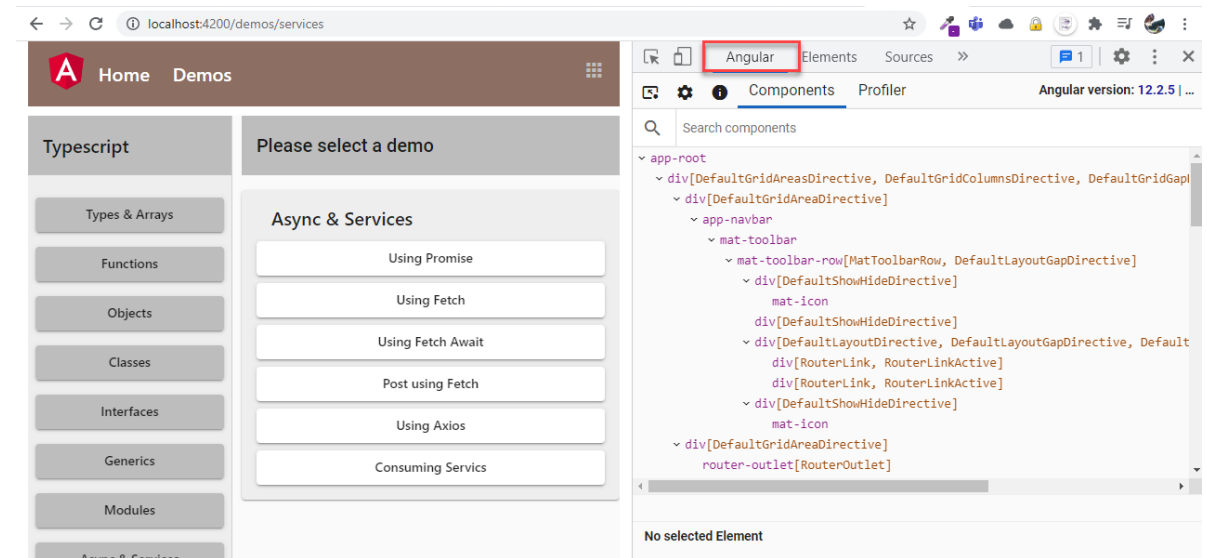 localhost:4200/demos/services
A Home Demos
Typescript
Types & Arrays
Functions
Objects
Classes
Interfaces
Generics
Modules
Async & Services
Please select a demo
Async & Services
Using Promise
Using Fetch
Using Fetch Await
Post using Fetch
Using Axios
Consuming Servics
Angular Elements Sources 1
Components Profiler Angular version: 12.2.5 | ...
Search components
app-root
div[DefaultGridAreasDirective, DefaultGridColumnsDirective, DefaultGridGap
div[DefaultGridAreaDirective]
app-navbar
mat-toolbar
mat-toolbar-row[MatToolbarRow, DefaultLayoutGapDirective]
div[DefaultShowHideDirective]
mat-icon
div[DefaultShowHideDirective]
div[DefaultLayoutDirective, DefaultLayoutGapDirective, Default
div[RouterLink, RouterLinkActive]
div[RouterLink, RouterLinkActive]
div[DefaultShowHideDirective]
mat-icon
div[DefaultGridAreaDirective]
router-outlet[RouterOutlet]
No selected Element